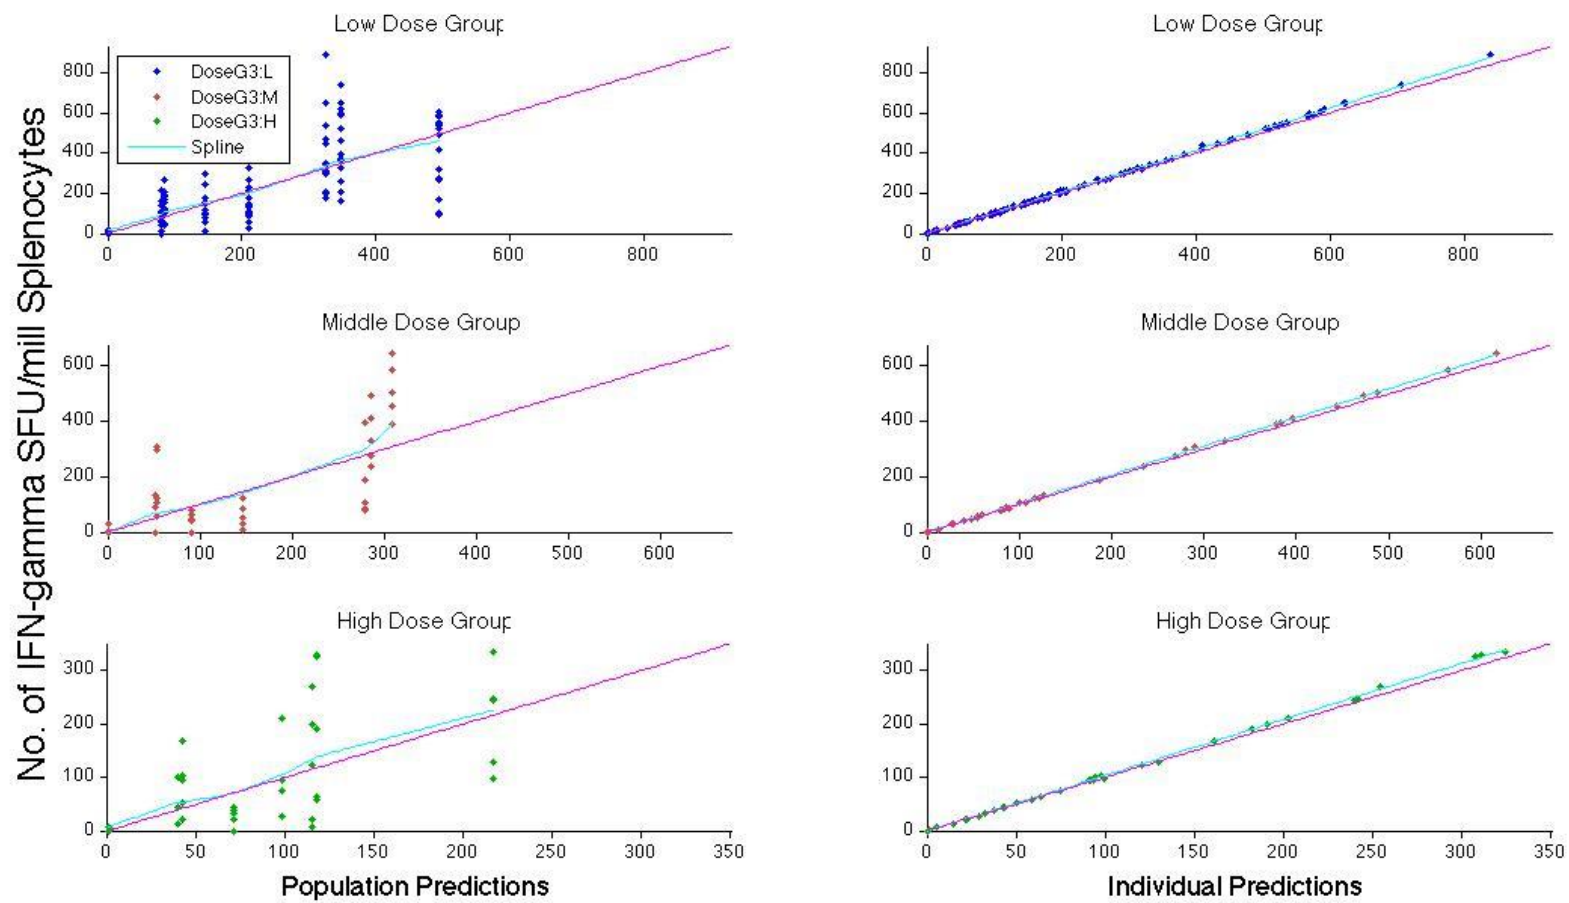 Low Dose Group
Low Dose Group
DoseG3:L
DoseG3:M
DoseG3:H
Spline
800
600
400
200
0
0 200 400 600 800
800
600
400
200
0
0 200 400 600 800
No. of IFN-gamma SFU/mill Splenocytes
Middle Dose Group
Middle Dose Group
600
400
200
0
0 100 200 300 400 500 600
600
400
200
0
0 100 200 300 400 500 600
High Dose Group
High Dose Group
300
200
100
0
0 50 100 150 200 250 300 350
300
200
100
0
0 50 100 150 200 250 300 350
Population Predictions
Individual Predictions